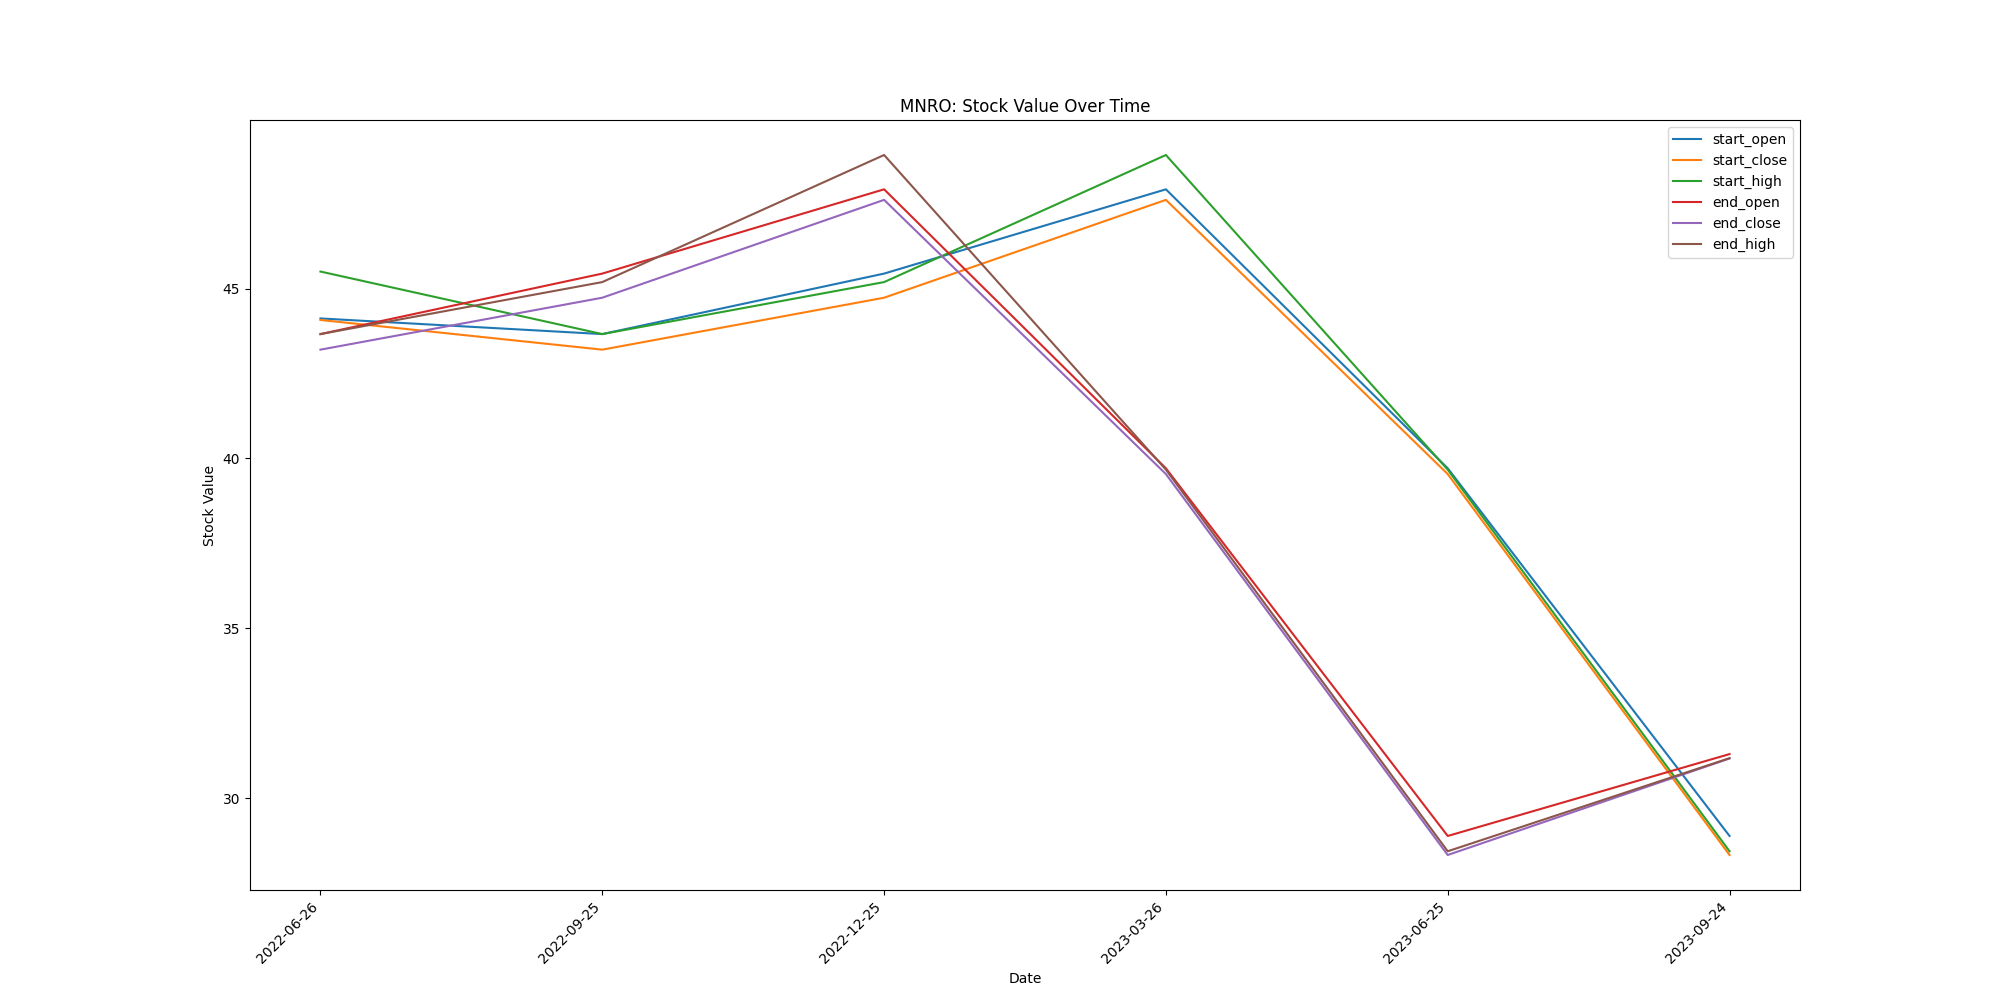 MNRO: Stock Value Over Time
start_open
start_close
start_high
end_open
end_close
end_high
Stock Value
45
40
35
30
2022-06-26
2022-09-25
2022-12-25
2023-03-26
2023-06-25
2023-09-24
Date